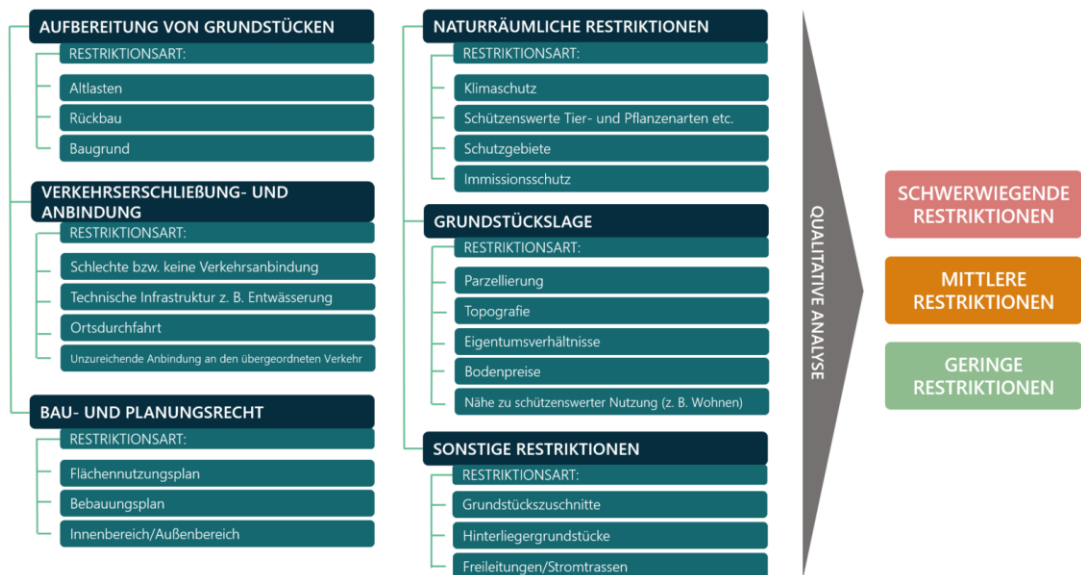 AUFBEREITUNG VON GRUNDSTÜCKEN
RESTRIKTIONSART:
Altlasten
Rückbau
Baugrund
VERKEHRSERSCHLIEßUNG- UND
ANBINDUNG
RESTRIKTIONSART:
Schlechte bzw. keine Verkehrsanbindung
Technische Infrastruktur z. B. Entwässerung
Ortsdurchfahrt
Unzureichende Anbindung an den übergeordneten Verkehr
BAU- UND PLANUNGSRECHT
RESTRIKTIONSART:
Flächennutzungsplan
Bebauungsplan
Innenbereich/Außenbereich
NATURRÄUMLICHE RESTRIKTIONEN
RESTRIKTIONSART:
Klimaschutz
Schützenswerte Tier- und Pflanzenarten etc.
Schutzgebiete
Immissionsschutz
GRUNDSTÜCKSLAGE
RESTRIKTIONSART:
Parzellierung
Topografie
Eigentumsverhältnisse
Bodenpreise
Nähe zu schützenswerter Nutzung (z. B. Wohnen)
SONSTIGE RESTRIKTIONEN
RESTRIKTIONSART:
Grundstückszuschnitte
Hinterliegergrundstücke
Freileitungen/Stromtrassen
QUALITATIVE ANALYSE
SCHWERWIEGENDE
RESTRIKTIONEN
MITTLERE
RESTRIKTIONEN
GERINGE
RESTRIKTIONEN